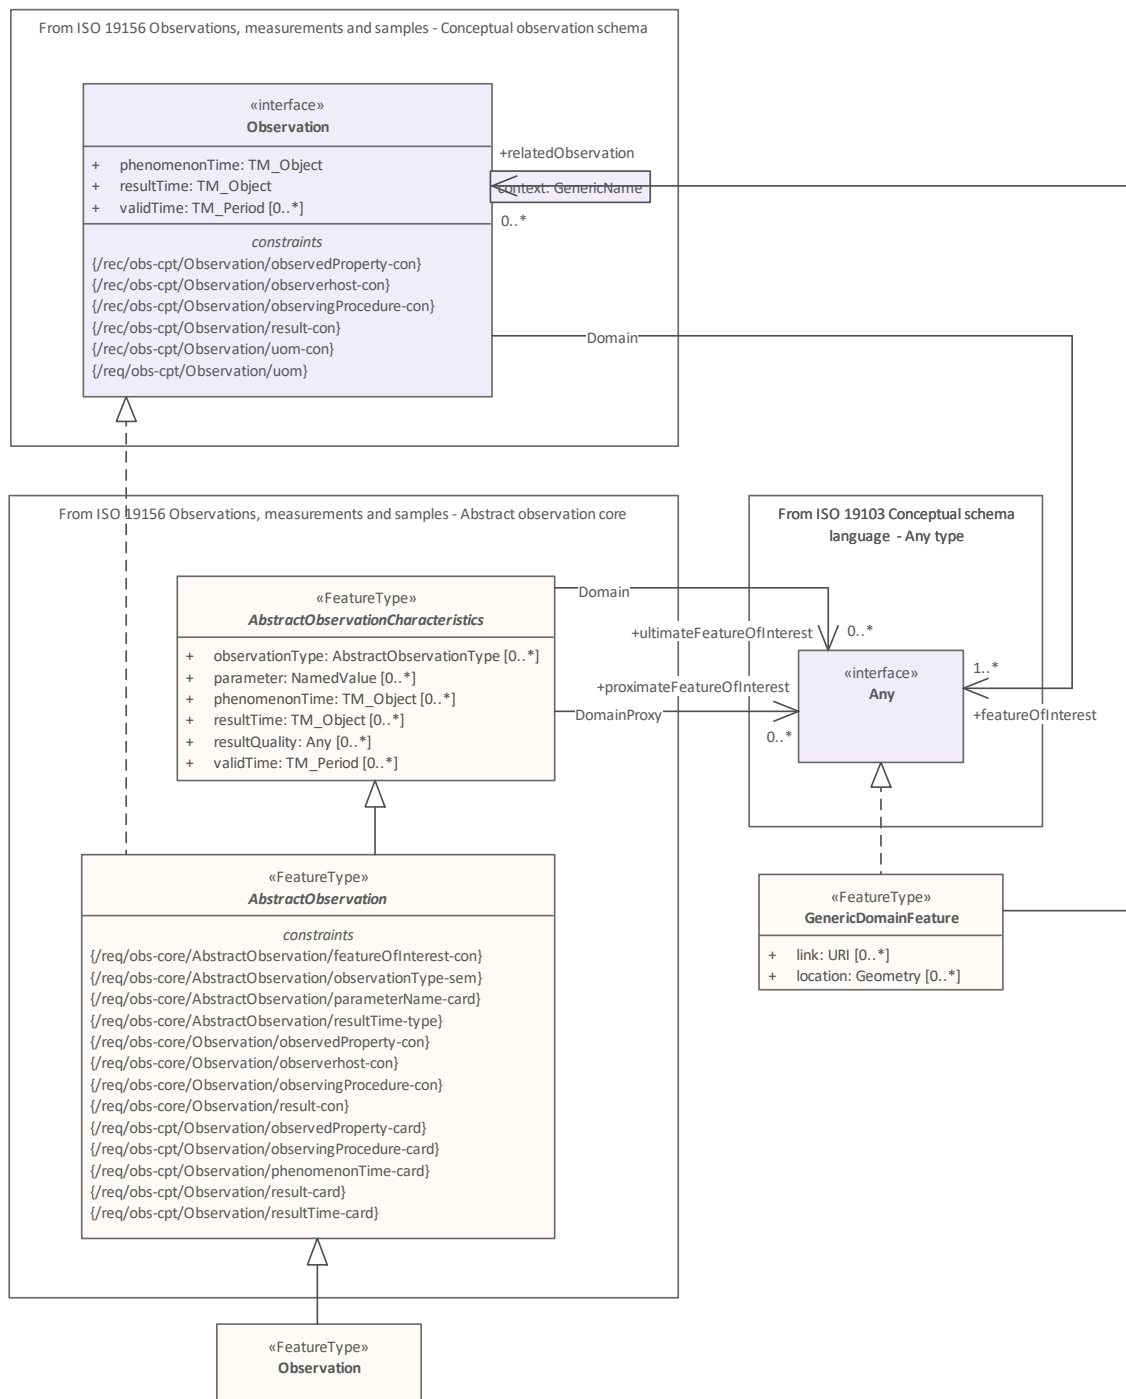 From ISO 19156 Observations, measurements and samples - Conceptual observation schema
«interface»
Observation
+ phenomenonTime: TM_Object
+ resultTime: TM_Object
+ validTime: TM_Period [0..*]
constraints
{/rec/obs-cpt/Observation/observedProperty-con}
{/rec/obs-cpt/Observation/observerhost-con}
{/rec/obs-cpt/Observation/observingProcedure-con}
{/rec/obs-cpt/Observation/result-con}
{/rec/obs-cpt/Observation/uom-con}
{/req/obs-cpt/Observation/uom}
+relatedObservation
context: GenericName
0..*
Domain
From ISO 19156 Observations, measurements and samples - Abstract observation core
«FeatureType»
AbstractObservationCharacteristics
+ observationType: AbstractObservationType [0..*]
+ parameter: NamedValue [0..*]
+ phenomenonTime: TM_Object [0..*]
+ resultTime: TM_Object [0..*]
+ resultQuality: Any [0..*]
+ validTime: TM_Period [0..*]
From ISO 19103 Conceptual schema
language - Any type
Domain
+ultimateFeatureOfInterest
0..*
+proximateFeatureOfInterest
DomainProxy
0..*
«interface»
Any
1..*
+featureOfInterest
«FeatureType»
AbstractObservation
constraints
{/req/obs-core/AbstractObservation/featureOfInterest-con}
{/req/obs-core/AbstractObservation/observationType-sem}
{/req/obs-core/AbstractObservation/parameterName-card}
{/req/obs-core/AbstractObservation/resultTime-type}
{/req/obs-core/Observation/observedProperty-con}
{/req/obs-core/Observation/observerhost-con}
{/req/obs-core/Observation/observingProcedure-con}
{/req/obs-core/Observation/result-con}
{/req/obs-cpt/Observation/observedProperty-card}
{/req/obs-cpt/Observation/observingProcedure-card}
{/req/obs-cpt/Observation/phenomenonTime-card}
{/req/obs-cpt/Observation/result-card}
{/req/obs-cpt/Observation/resultTime-card}
«FeatureType»
GenericDomainFeature
+ link: URI [0..*]
+ location: Geometry [0..*]
«FeatureType»
Observation